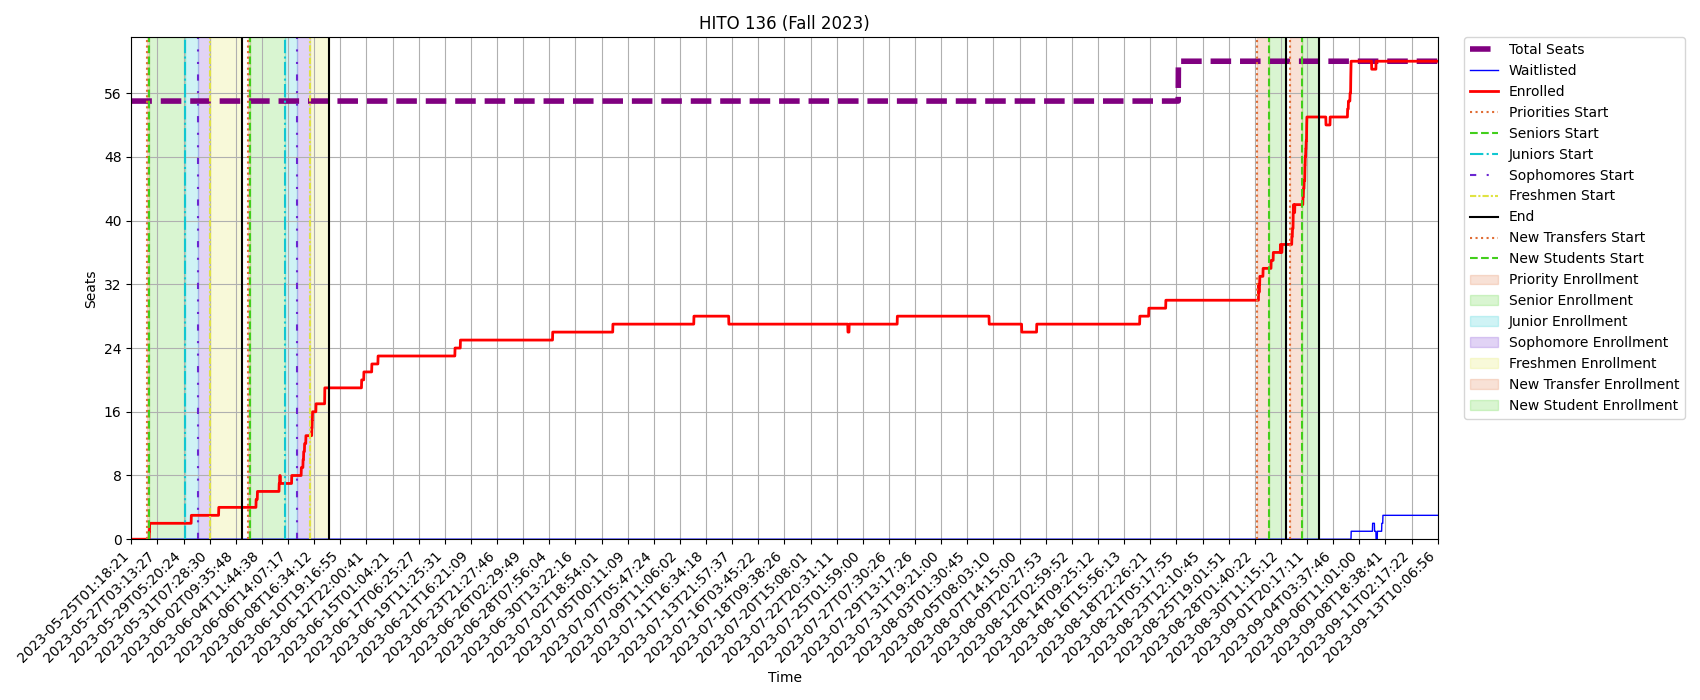 HITO 136 (Fall 2023)
Seats
56
48
40
32
24
16
8
0
2023-05-25T01:18:21
2023-05-27T03:13:27
2023-05-29T05:20:24
2023-05-31T07:28:30
2023-06-02T09:35:48
2023-06-04T11:44:38
2023-06-06T14:07:17
2023-06-08T16:34:12
2023-06-10T19:16:55
2023-06-12T22:00:41
2023-06-15T01:04:21
2023-06-17T06:25:27
2023-06-19T11:25:31
2023-06-21T16:21:09
2023-06-23T21:27:46
2023-06-26T02:29:49
2023-06-28T07:56:04
2023-06-30T13:22:16
2023-07-02T18:54:01
2023-07-05T00:11:09
2023-07-07T05:47:24
2023-07-09T11:06:02
2023-07-11T16:34:18
2023-07-13T21:57:37
2023-07-16T03:45:22
2023-07-18T09:38:26
2023-07-20T15:08:01
2023-07-22T20:31:11
2023-07-25T01:59:00
2023-07-27T07:30:26
2023-07-29T13:17:26
2023-07-31T19:21:00
2023-08-03T01:30:45
2023-08-05T08:03:10
2023-08-07T14:15:00
2023-08-09T20:27:53
2023-08-12T02:59:52
2023-08-14T09:25:12
2023-08-16T15:56:13
2023-08-18T22:26:21
2023-08-21T05:17:55
2023-08-23T12:10:45
2023-08-25T19:01:51
2023-08-28T01:40:22
2023-08-30T11:15:12
2023-09-01T20:17:11
2023-09-04T03:37:46
2023-09-06T11:01:00
2023-09-08T18:38:41
2023-09-11T02:17:22
2023-09-13T10:06:56
Time
Total Seats
Waitlisted
Enrolled
Priorities Start
Seniors Start
Juniors Start
Sophomores Start
Freshmen Start
End
New Transfers Start
New Students Start
Priority Enrollment
Senior Enrollment
Junior Enrollment
Sophomore Enrollment
Freshmen Enrollment
New Transfer Enrollment
New Student Enrollment